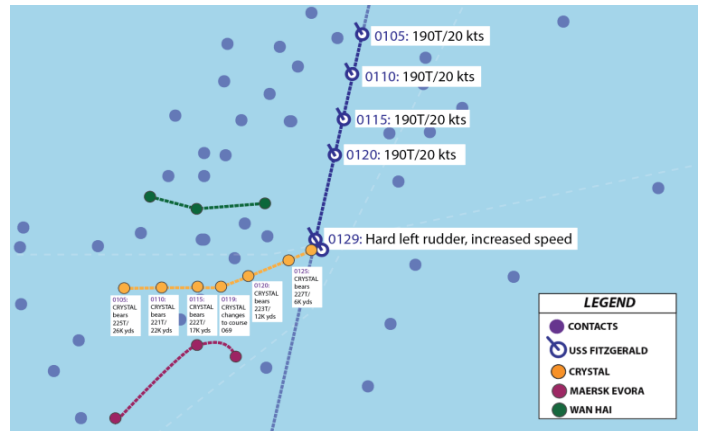 0105: 190T/20 kts
0110: 190T/20 kts
0115: 190T/20 kts
0120: 190T/20 kts
0129: Hard left rudder, increased speed
0105:
CRYSTAL
bears
225T/
26K yds
0110:
CRYSTAL
bears
221T/
22K yds
0115:
CRYSTAL
bears
222T/
17K yds
0119:
CRYSTAL
changes
to course
069
0120:
CRYSTAL
bears
223T/
12K yds
0125:
CRYSTAL
bears
227T/
6K yds
LEGEND
CONTACTS
USS FITZGERALD
CRYSTAL
MAERSK EVORA
WAN HAI